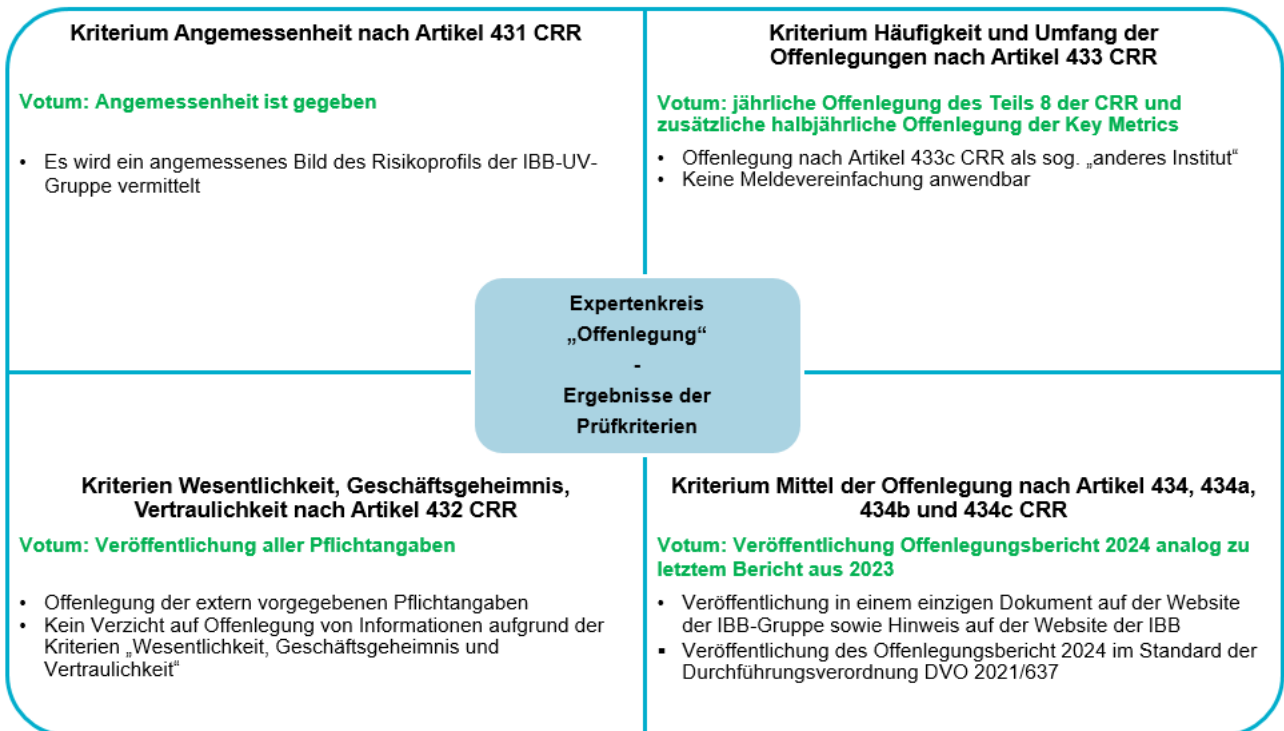 Kriterium Angemessenheit nach Artikel 431 CRR
Votum: Angemessenheit ist gegeben
• Es wird ein angemessenes Bild des Risikoprofils der IBB-UV-
Gruppe vermittelt
Kriterium Häufigkeit und Umfang der
Offenlegungen nach Artikel 433 CRR
Votum: jährliche Offenlegung des Teils 8 der CRR und
zusätzliche halbjährliche Offenlegung der Key Metrics
• Offenlegung nach Artikel 433c CRR als sog. „anderes Institut“
• Keine Meldevereinfachung anwendbar
Expertenkreis
„Offenlegung“
-
Ergebnisse der
Prüfkriterien
Kriterien Wesentlichkeit, Geschäftsgeheimnis,
Vertraulichkeit nach Artikel 432 CRR
Votum: Veröffentlichung aller Pflichtangaben
• Offenlegung der extern vorgegebenen Pflichtangaben
• Kein Verzicht auf Offenlegung von Informationen aufgrund der
Kriterien „Wesentlichkeit, Geschäftsgeheimnis und
Vertraulichkeit“
Kriterium Mittel der Offenlegung nach Artikel 434, 434a,
434b und 434c CRR
Votum: Veröffentlichung Offenlegungsbericht 2024 analog zu
letztem Bericht aus 2023
• Veröffentlichung in einem einzigen Dokument auf der Website
der IBB-Gruppe sowie Hinweis auf der Website der IBB
▪ Veröffentlichung des Offenlegungsbericht 2024 im Standard der
Durchführungsverordnung DVO 2021/637